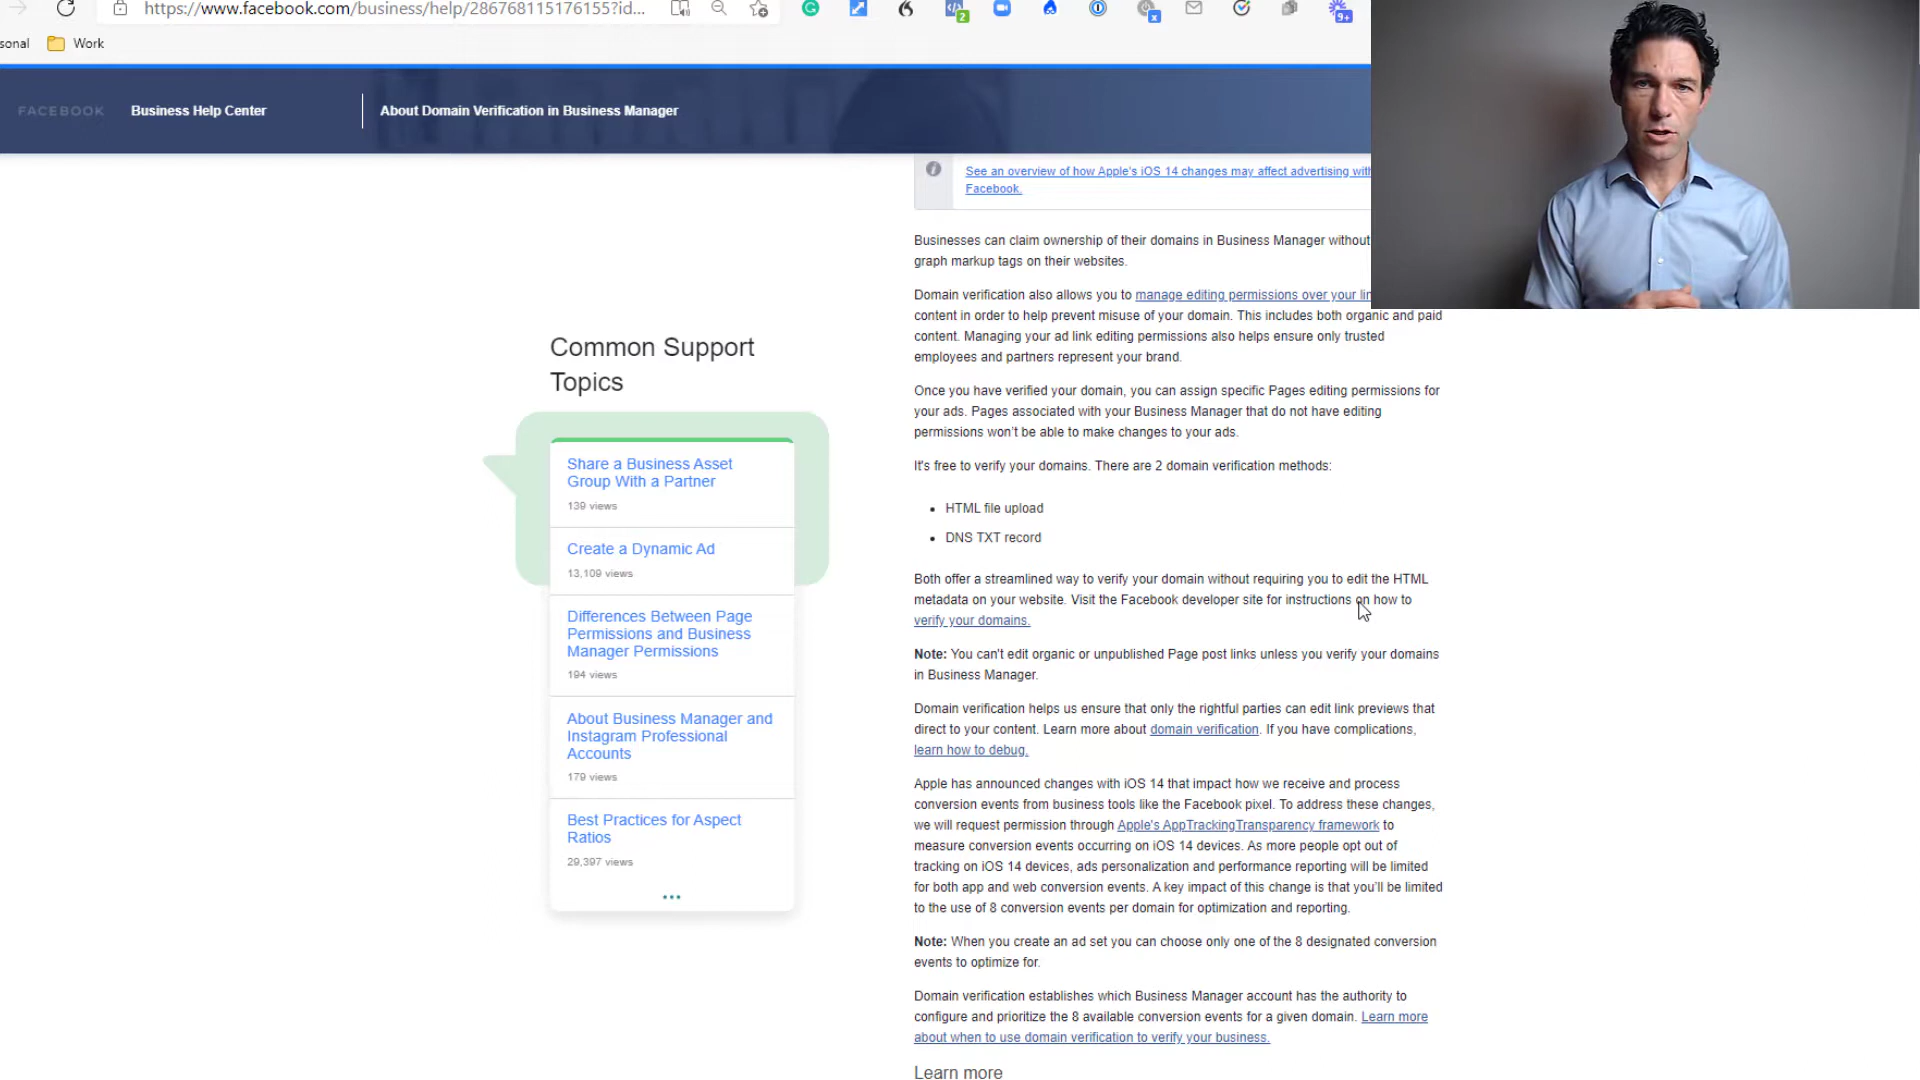 https://www.facebook.com/business/help/286768115176155?id...
2
x
9+
sonal
Work
FACEBOOK
Business Help Center
About Domain Verification in Business Manager
See an overview of how Apple's iOS 14 changes may affect advertising with
Facebook.
Businesses can claim ownership of their domains in Business Manager without
graph markup tags on their websites.
Domain verification also allows you to manage editing permissions over your
content in order to help prevent misuse of your domain. This includes both organic and paid
content. Managing your ad link editing permissions also helps ensure only trusted
employees and partners represent your brand.
Once you have verified your domain, you can assign specific Pages editing permissions for
your ads. Pages associated with your Business Manager that do not have editing
permissions won't be able to make changes to your ads.
It's free to verify your domains. There are 2 domain verification methods:
HTML file upload
DNS TXT record
Both offer a streamlined way to verify your domain without requiring you to edit the HTML
metadata on your website. Visit the Facebook developer site for instructions on how to
verify your domains.
Note: You can't edit organic or unpublished Page post links unless you verify your domains
in Business Manager.
Domain verification helps us ensure that only the rightful parties can edit link previews that
direct to your content. Learn more about domain verification. If you have complications,
learn how to debug.
Apple has announced changes with iOS 14 that impact how we receive and process
conversion events from business tools like the Facebook pixel. To address these changes,
we will request permission through Apple's AppTrackingTransparency framework to
measure conversion events occurring on iOS 14 devices. As more people opt out of
tracking on iOS 14 devices, ads personalization and performance reporting will be limited
for both app and web conversion events. A key impact of this change is that you'll be limited
to the use of 8 conversion events per domain for optimization and reporting.
Note: When you create an ad set you can choose only one of the 8 designated conversion
events to optimize for.
Domain verification establishes which Business Manager account has the authority to
configure and prioritize the 8 available conversion events for a given domain. Learn more
about when to use domain verification to verify your business.
Learn more
Common Support
Topics
Share a Business Asset
Group With a Partner
139 views
Create a Dynamic Ad
13,109 views
Differences Between Page
Permissions and Business
Manager Permissions
194 views
About Business Manager and
Instagram Professional
Accounts
179 views
Best Practices for Aspect
Ratios
29,397 views